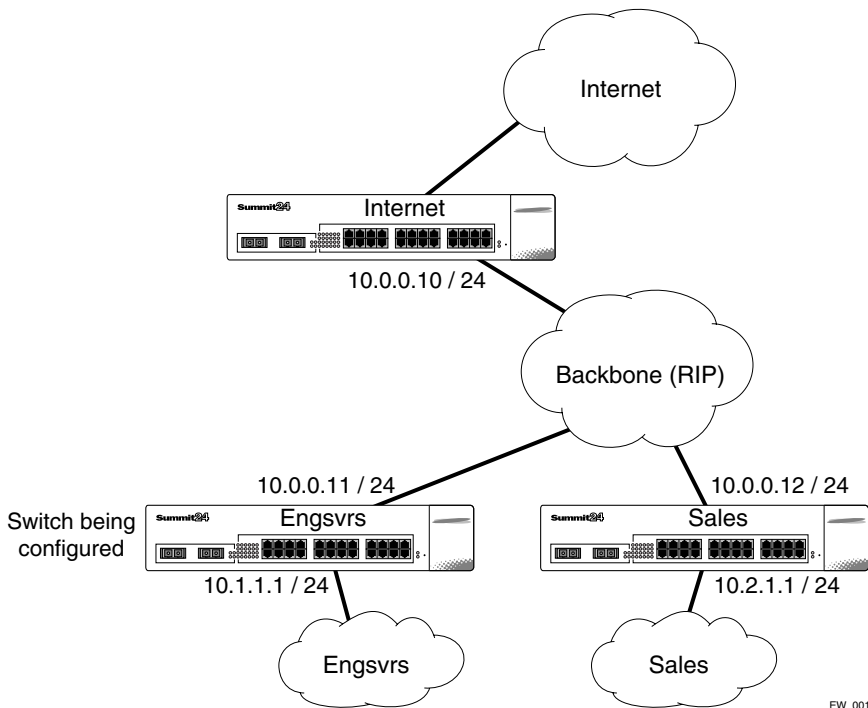 Internet
Summit24
Internet
10.0.0.10 / 24
Backbone (RIP)
10.0.0.11 / 24
10.0.0.12 / 24
Switch being
configured
Summit24
Engsvrs
Summit24
Sales
10.1.1.1 / 24
10.2.1.1 / 24
Engsvrs
Sales